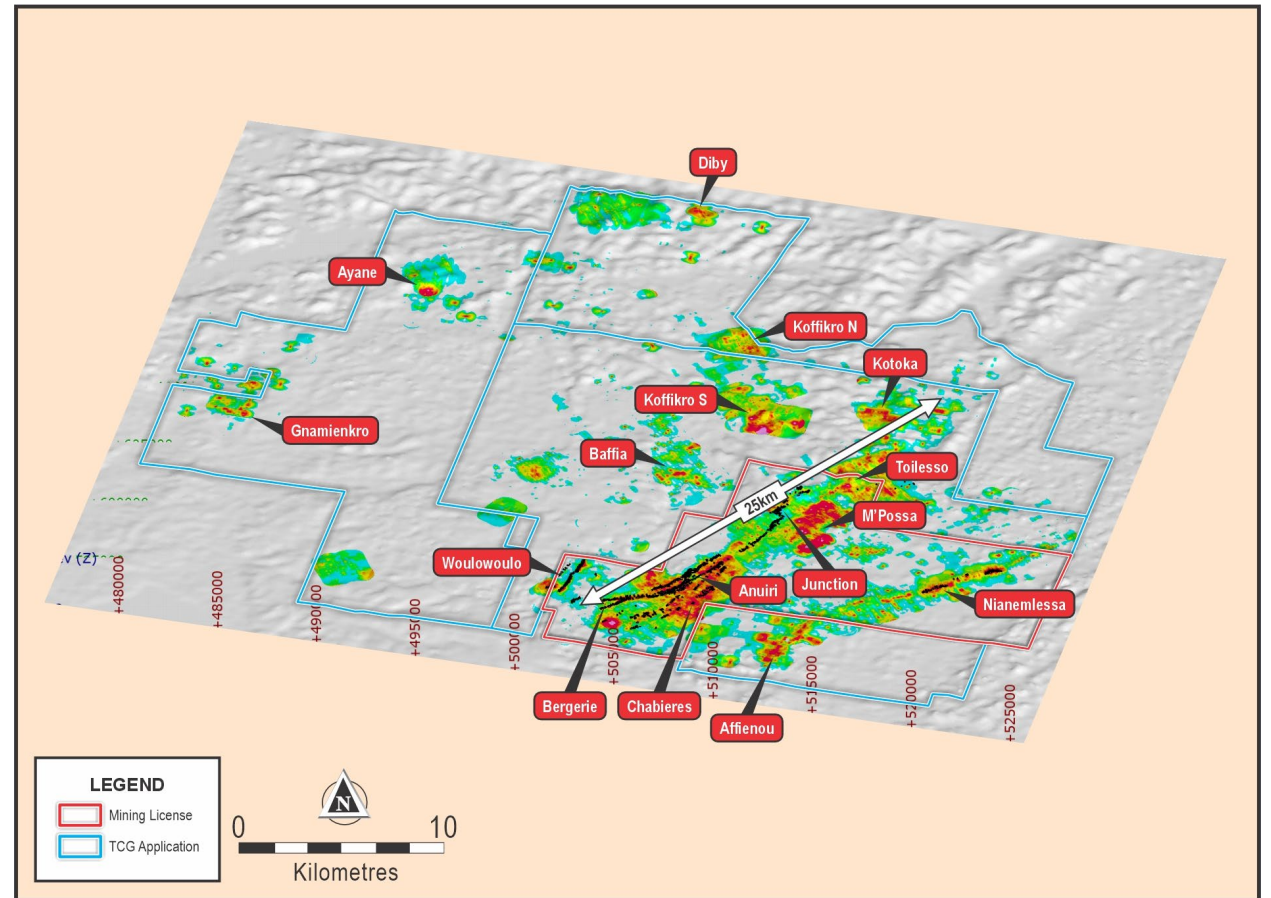 Diby
Ayane
Koffikro N
Kotoka
Koffikro S
Gnamienkro
Baffia
Toilesso
25km
M'Possa
Woulowoulo
Anuiri
Junction
Nianemlessa
v (Z)
+480000
+485000
+490000
+495000
+500000
+510000
+515000
+520000
+525000
Bergerie
Chabieres
Affienou
LEGEND
Mining License
TCG Application
N
0 10
Kilometres